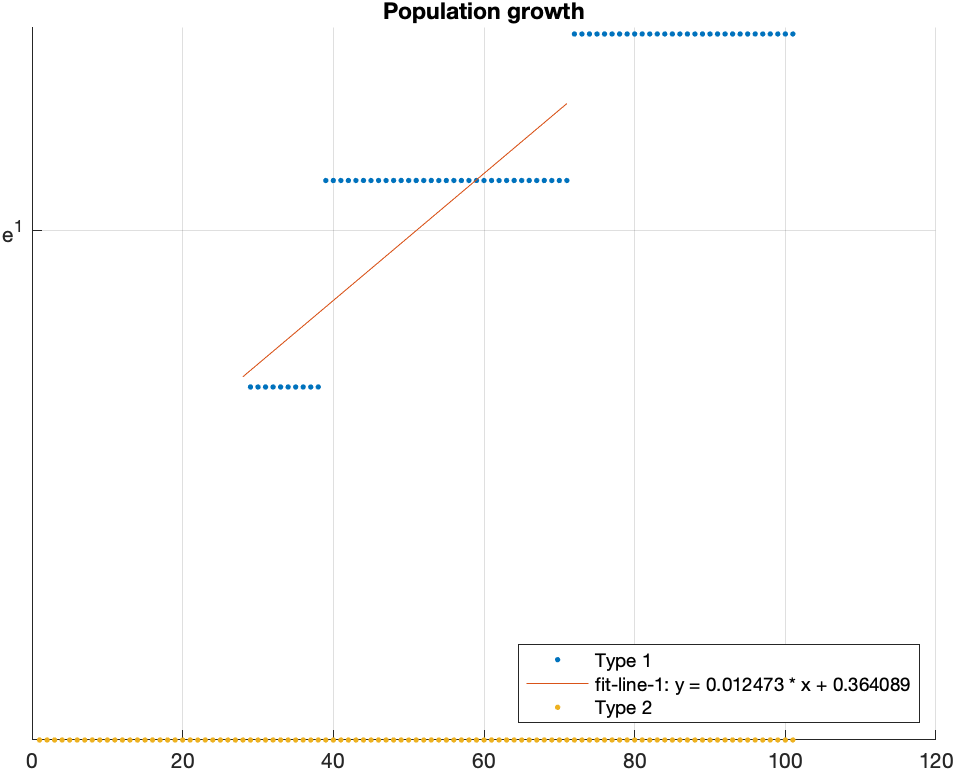 Population growth
e1
Type 1
fit-line-1: y = 0.012473 * x + 0.364089
Type 2
0 20 40 60 80 100 120